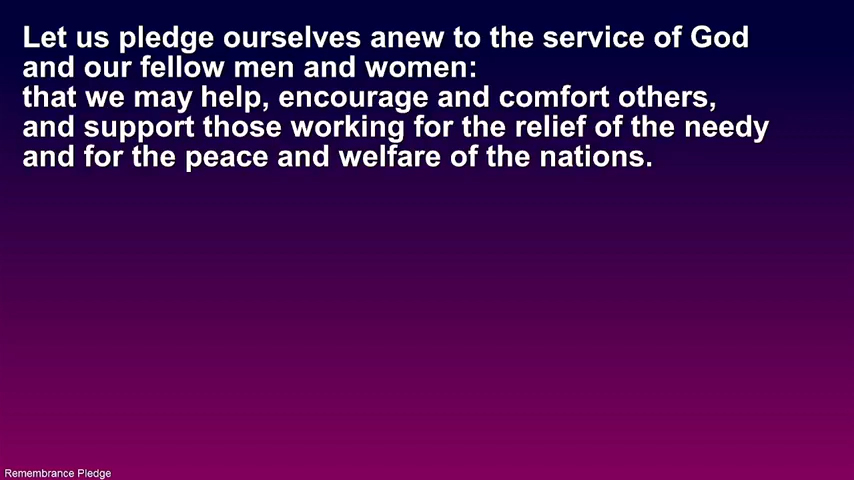 Let us pledge ourselves anew to the service of God
and our fellow men and women:
that we may help, encourage and comfort others,
and support those working for the relief of the needy
and for the peace and welfare of the nations.
Remembrance Pledge